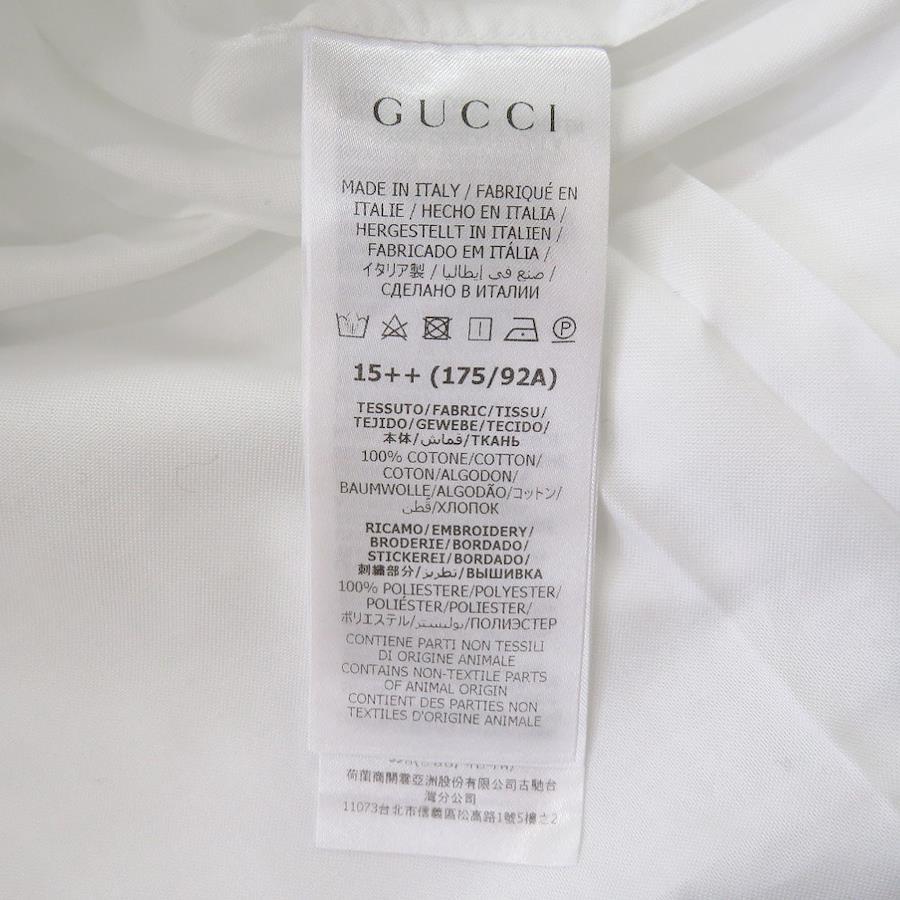 GUCCI
MADE IN ITALY / FABRIQUÉ EN
ITALIE / HECHO EN ITALIA /
HERGESTELLT IN ITALIEN /
FABRICADO EM ITÁLIA /
イタリア製 / صنع في إيطاليا /
СДЕЛАНО В ИТАЛИИ
P
15++ (175/92A)
TESSUTO/FABRIC/TISSU/
TEJIDO/GEWEBE/TECIDO/
本体/قماش/ТКАНЬ
100% COTONE/COTTON/
COTON/ALGODON/
BAUMWOLLE/ALGODÃO/コットン/
قطن/ХЛОПОК
RICAMO/EMBROIDERY/
BRODERIE/BORDADO/
STICKEREI/BORDADO/
刺繍部分/تطريز/ВЫШИВКА
100% POLIESTERE/POLYESTER/
POLIÉSTER/POLIESTER/
ポリエステル/بوليستر/ПОЛИЭСТЕР
CONTIENE PARTI NON TESSILI
DI ORIGINE ANIMALE
CONTAINS NON-TEXTILE PARTS
OF ANIMAL ORIGIN
CONTIENT DES PARTIES NON
TEXTILES D'ORIGINE ANIMALE
荷蘭商開雲亞洲股份有限公司古馳台
灣分公司
11073台北市信義區松高路1號5樓之2